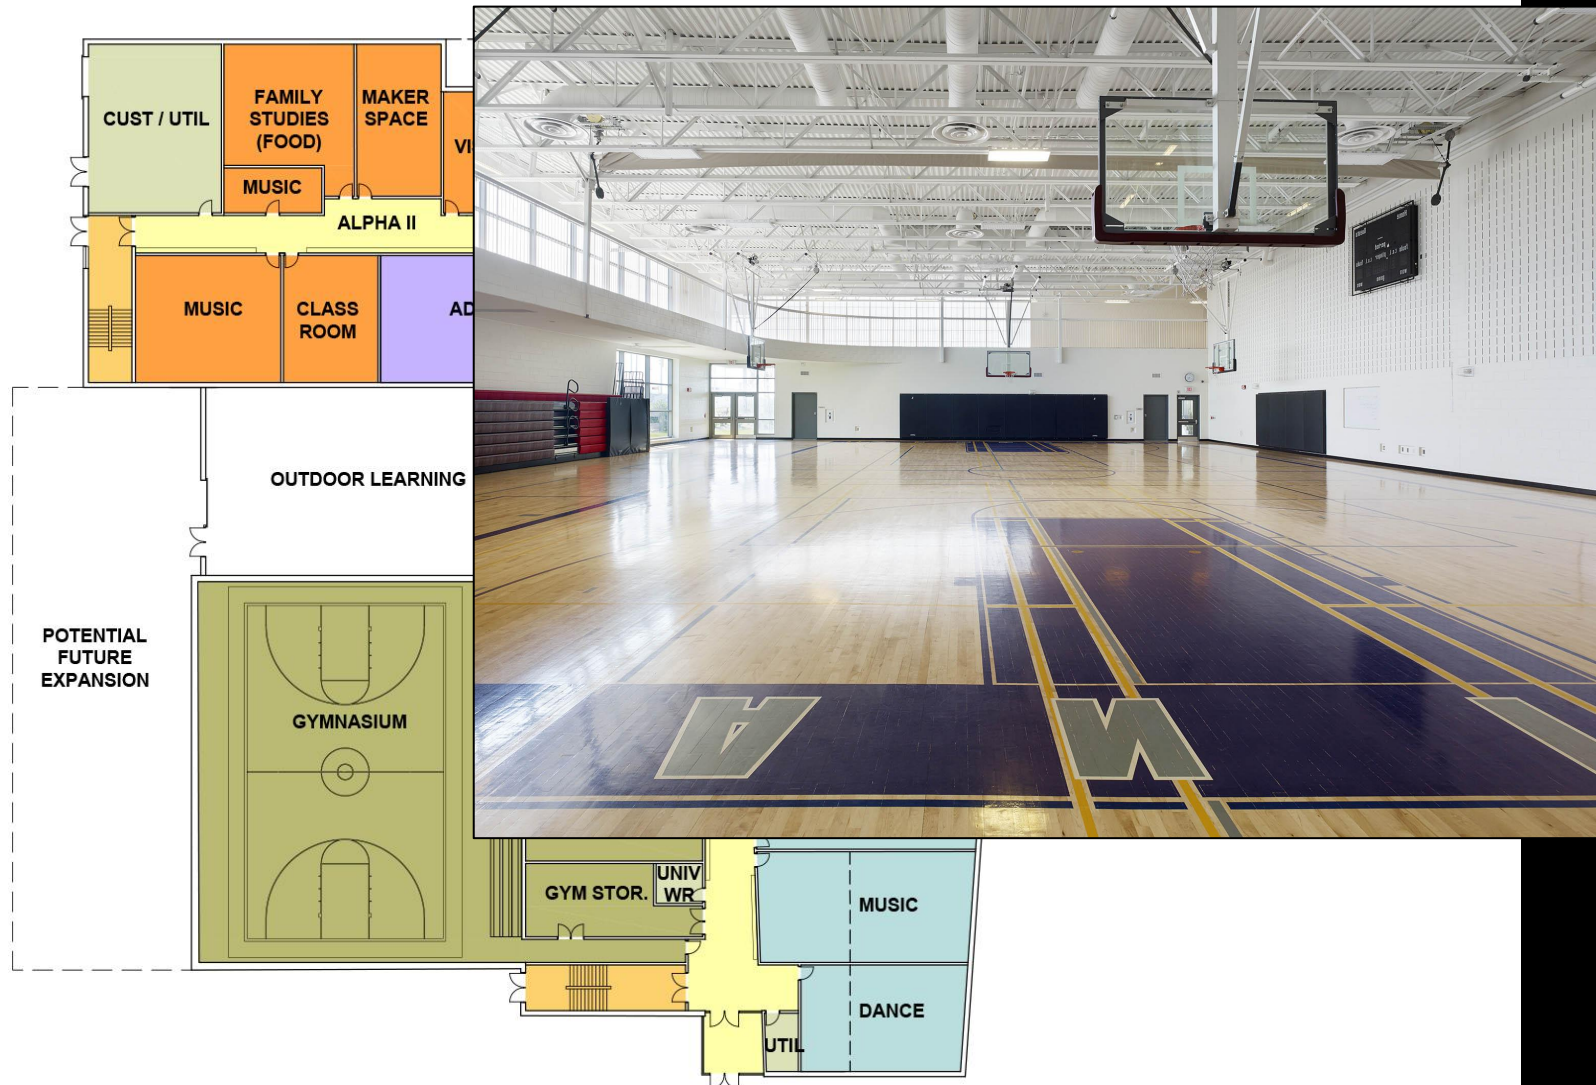 CUST / UTIL
FAMILY
STUDIES
(FOOD)
MAKER
SPACE
MUSIC
ALPHA II
MUSIC
CLASS
ROOM
OUTDOOR LEARNING
POTENTIAL
FUTURE
EXPANSION
GYMNASIUM
GYM STOR.
UNIV
WR
MUSIC
DANCE
UTIL